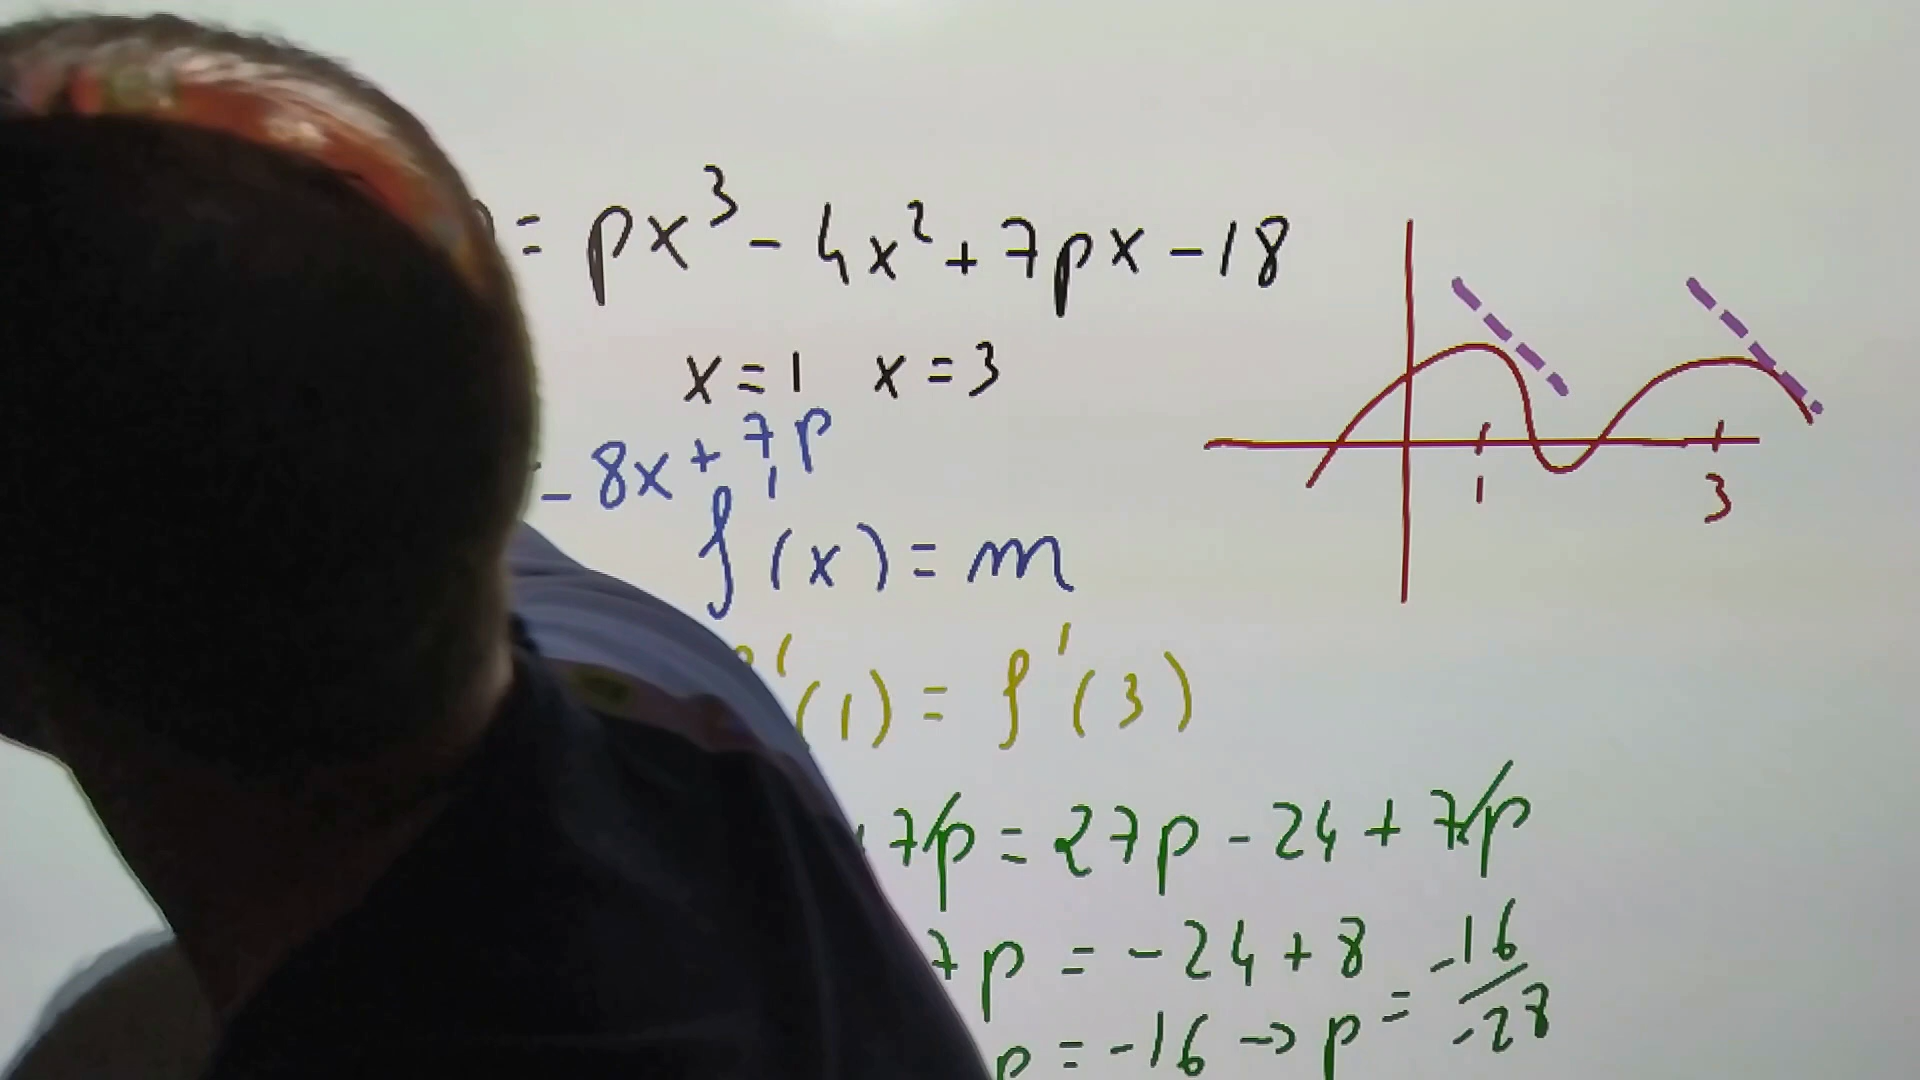 = px³ - 4x² + 7px - 18
x = 1 x = 3
- 8x + 7p
f'(x) = m
'(1) = f'(3)
7p = 27p - 24 + 7p
7p = -24 + 8
p = -16 → p = -16/-28
1 3